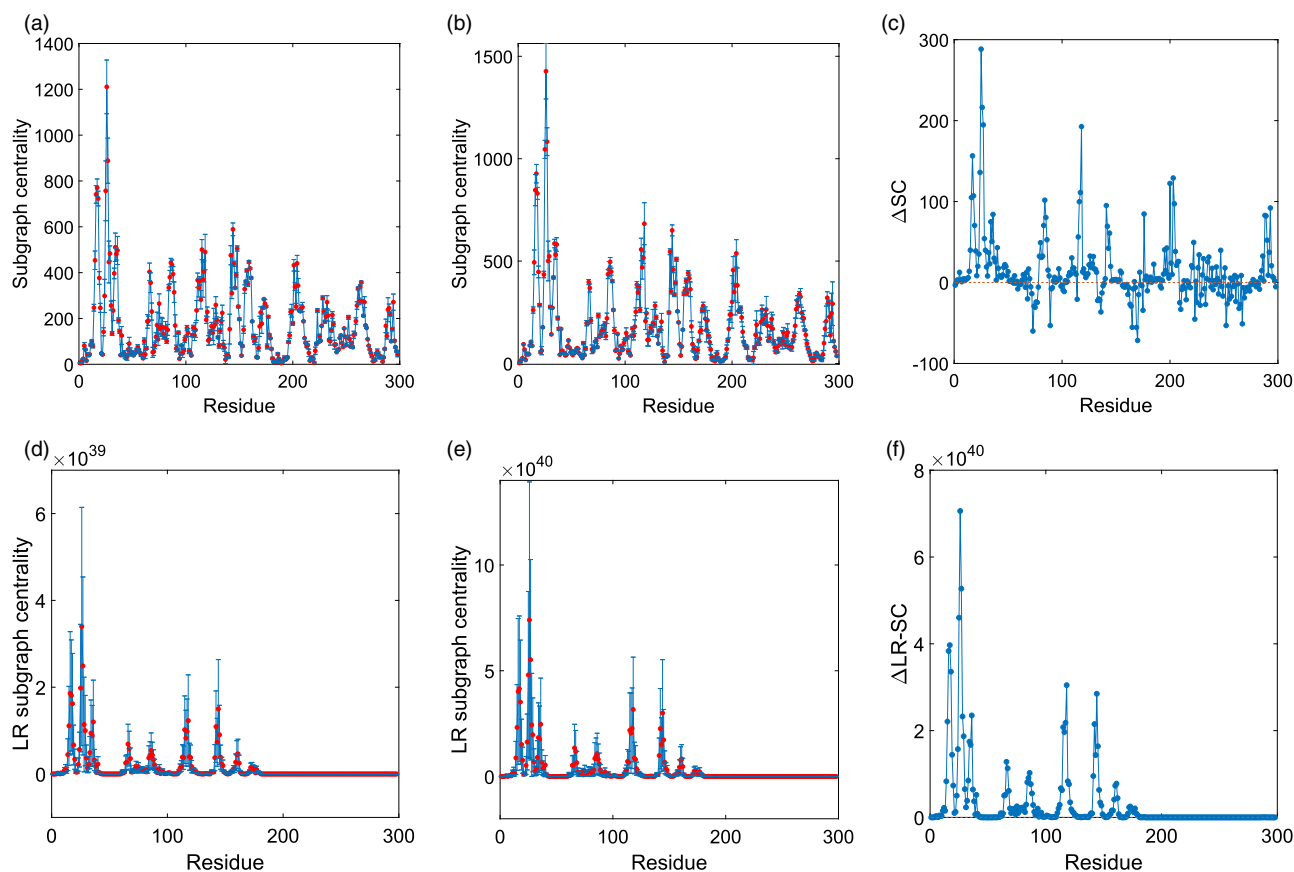 (a)
1400
1200
1000
800
600
400
200
0
0 100 200 300
Subgraph centrality
Residue
(b)
1500
1000
500
0
0 100 200 300
Subgraph centrality
Residue
(c)
300
200
100
0
-100
0 100 200 300
ΔSC
Residue
(d)
×10^39
6
4
2
0
0 100 200 300
LR subgraph centrality
Residue
(e)
×10^40
10
5
0
0 100 200 300
LR subgraph centrality
Residue
(f)
×10^40
8
6
4
2
0
0 100 200 300
ΔLR-SC
Residue